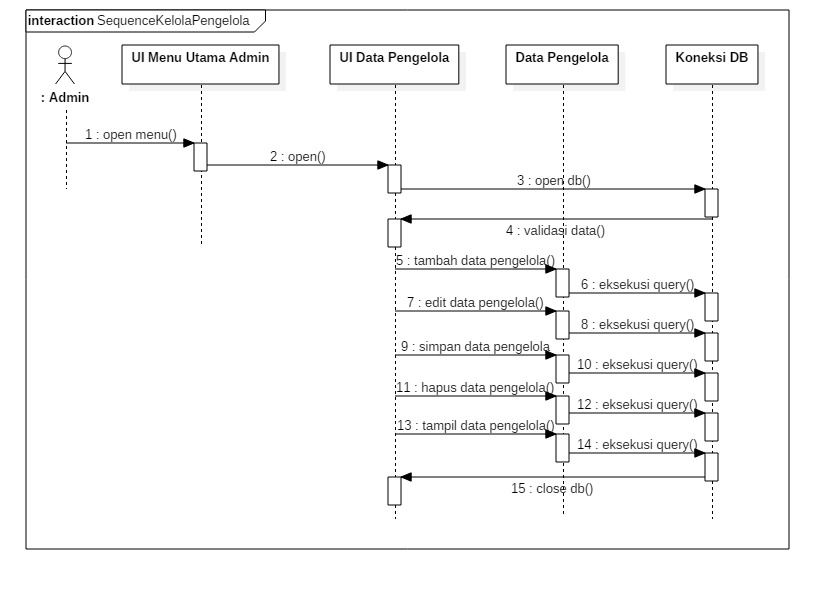 interaction SequenceKelolaPengelola
UI Menu Utama Admin
UI Data Pengelola
Data Pengelola
Koneksi DB
: Admin
1 : open menu()
2 : open()
3 : open db()
4 : validasi data()
5 : tambah data pengelola()
6 : eksekusi query()
7 : edit data pengelola()
8 : eksekusi query()
9 : simpan data pengelola
10 : eksekusi query()
11 : hapus data pengelola()
12 : eksekusi query()
13 : tampil data pengelola()
14 : eksekusi query()
15 : close db()